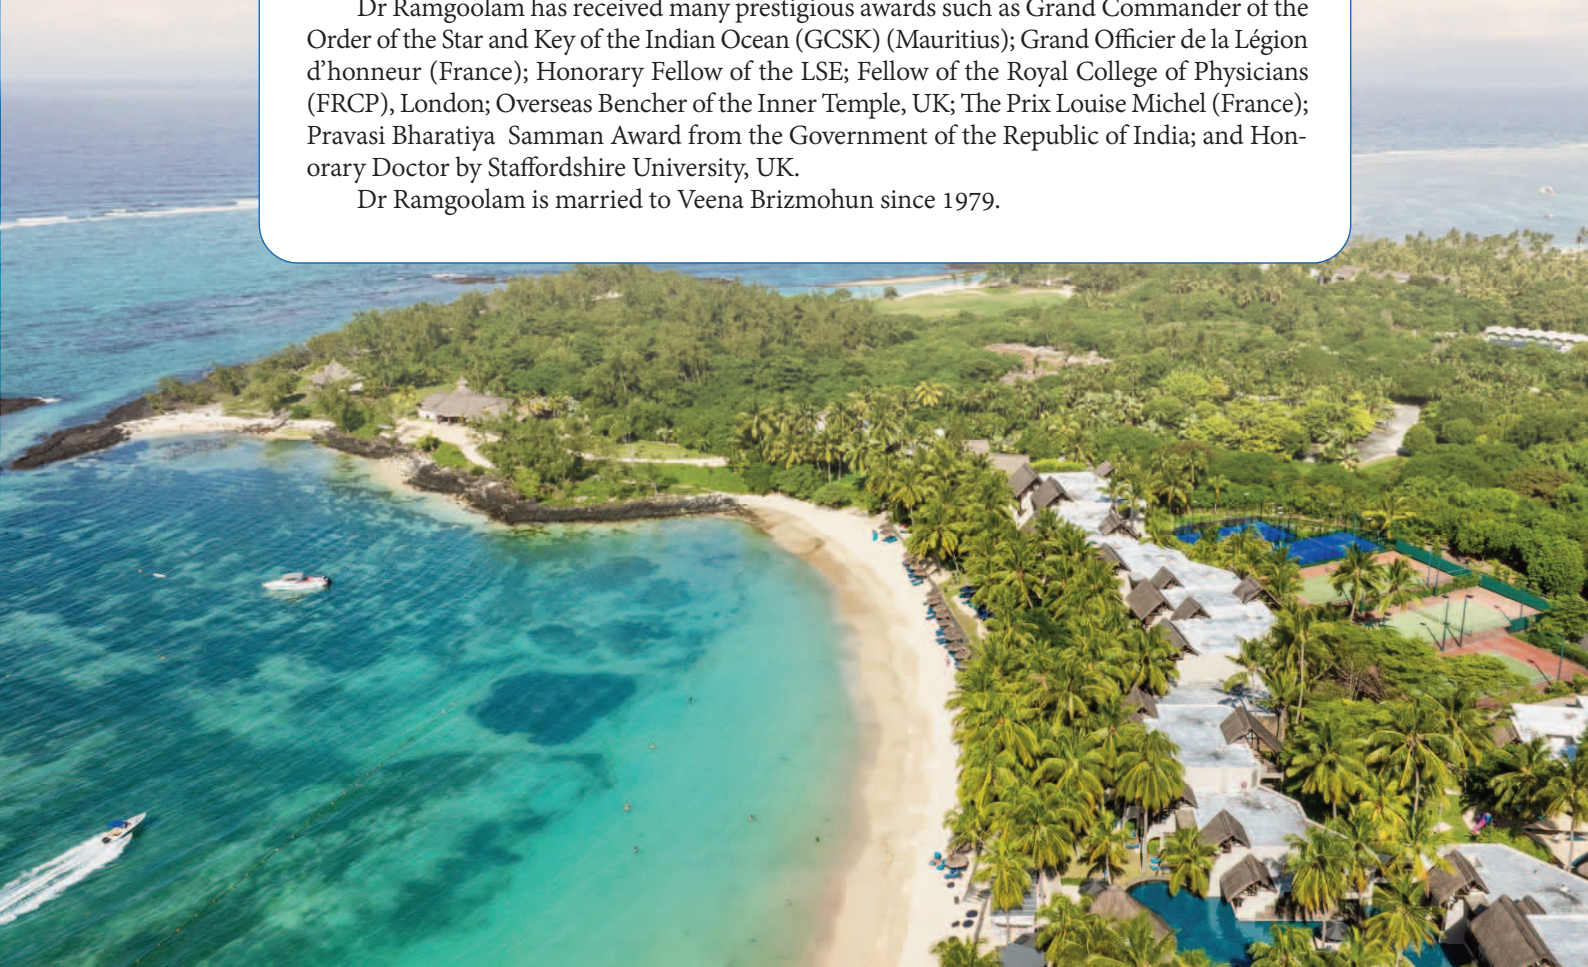 Dr Ramgoolam has received many prestigious awards such as Grand Commander of the
Order of the Star and Key of the Indian Ocean (GCSK) (Mauritius); Grand Officier de la Légion
d’honneur (France); Honorary Fellow of the LSE; Fellow of the Royal College of Physicians
(FRCP), London; Overseas Bencher of the Inner Temple, UK; The Prix Louise Michel (France);
Pravasi Bharatiya  Samman Award from the Government of the Republic of India; and Hon-
orary Doctor by Staffordshire University, UK.
Dr Ramgoolam is married to Veena Brizmohun since 1979.